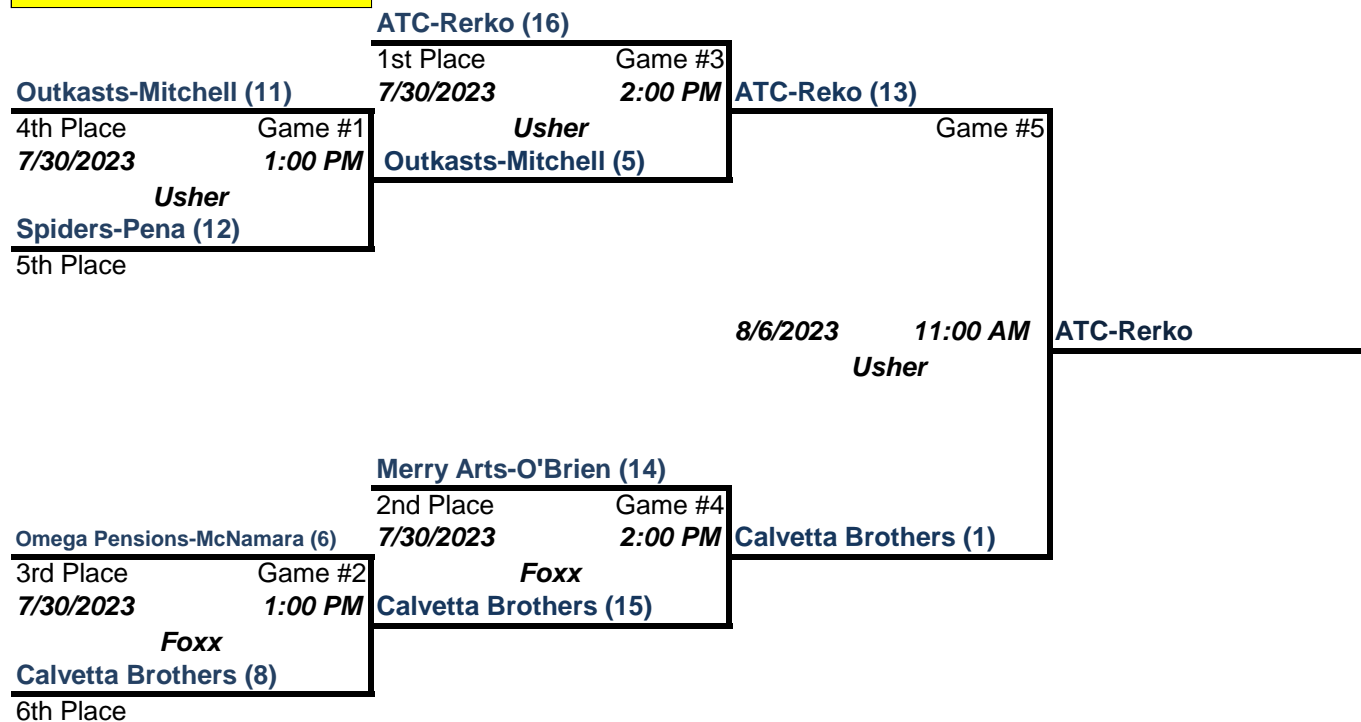 ATC-Rerko (16)
1st Place Game #3
Outkasts-Mitchell (11) 7/30/2023 2:00 PM ATC-Reko (13)
4th Place Game #1 Usher Game #5
7/30/2023 1:00 PM Outkasts-Mitchell (5)
Usher
Spiders-Pena (12)
5th Place
8/6/2023 11:00 AM ATC-Rerko
Usher
Merry Arts-O'Brien (14)
2nd Place Game #4
Omega Pensions-McNamara (6) 7/30/2023 2:00 PM Calvetta Brothers (1)
3rd Place Game #2 Foxx
7/30/2023 1:00 PM Calvetta Brothers (15)
Foxx
Calvetta Brothers (8)
6th Place